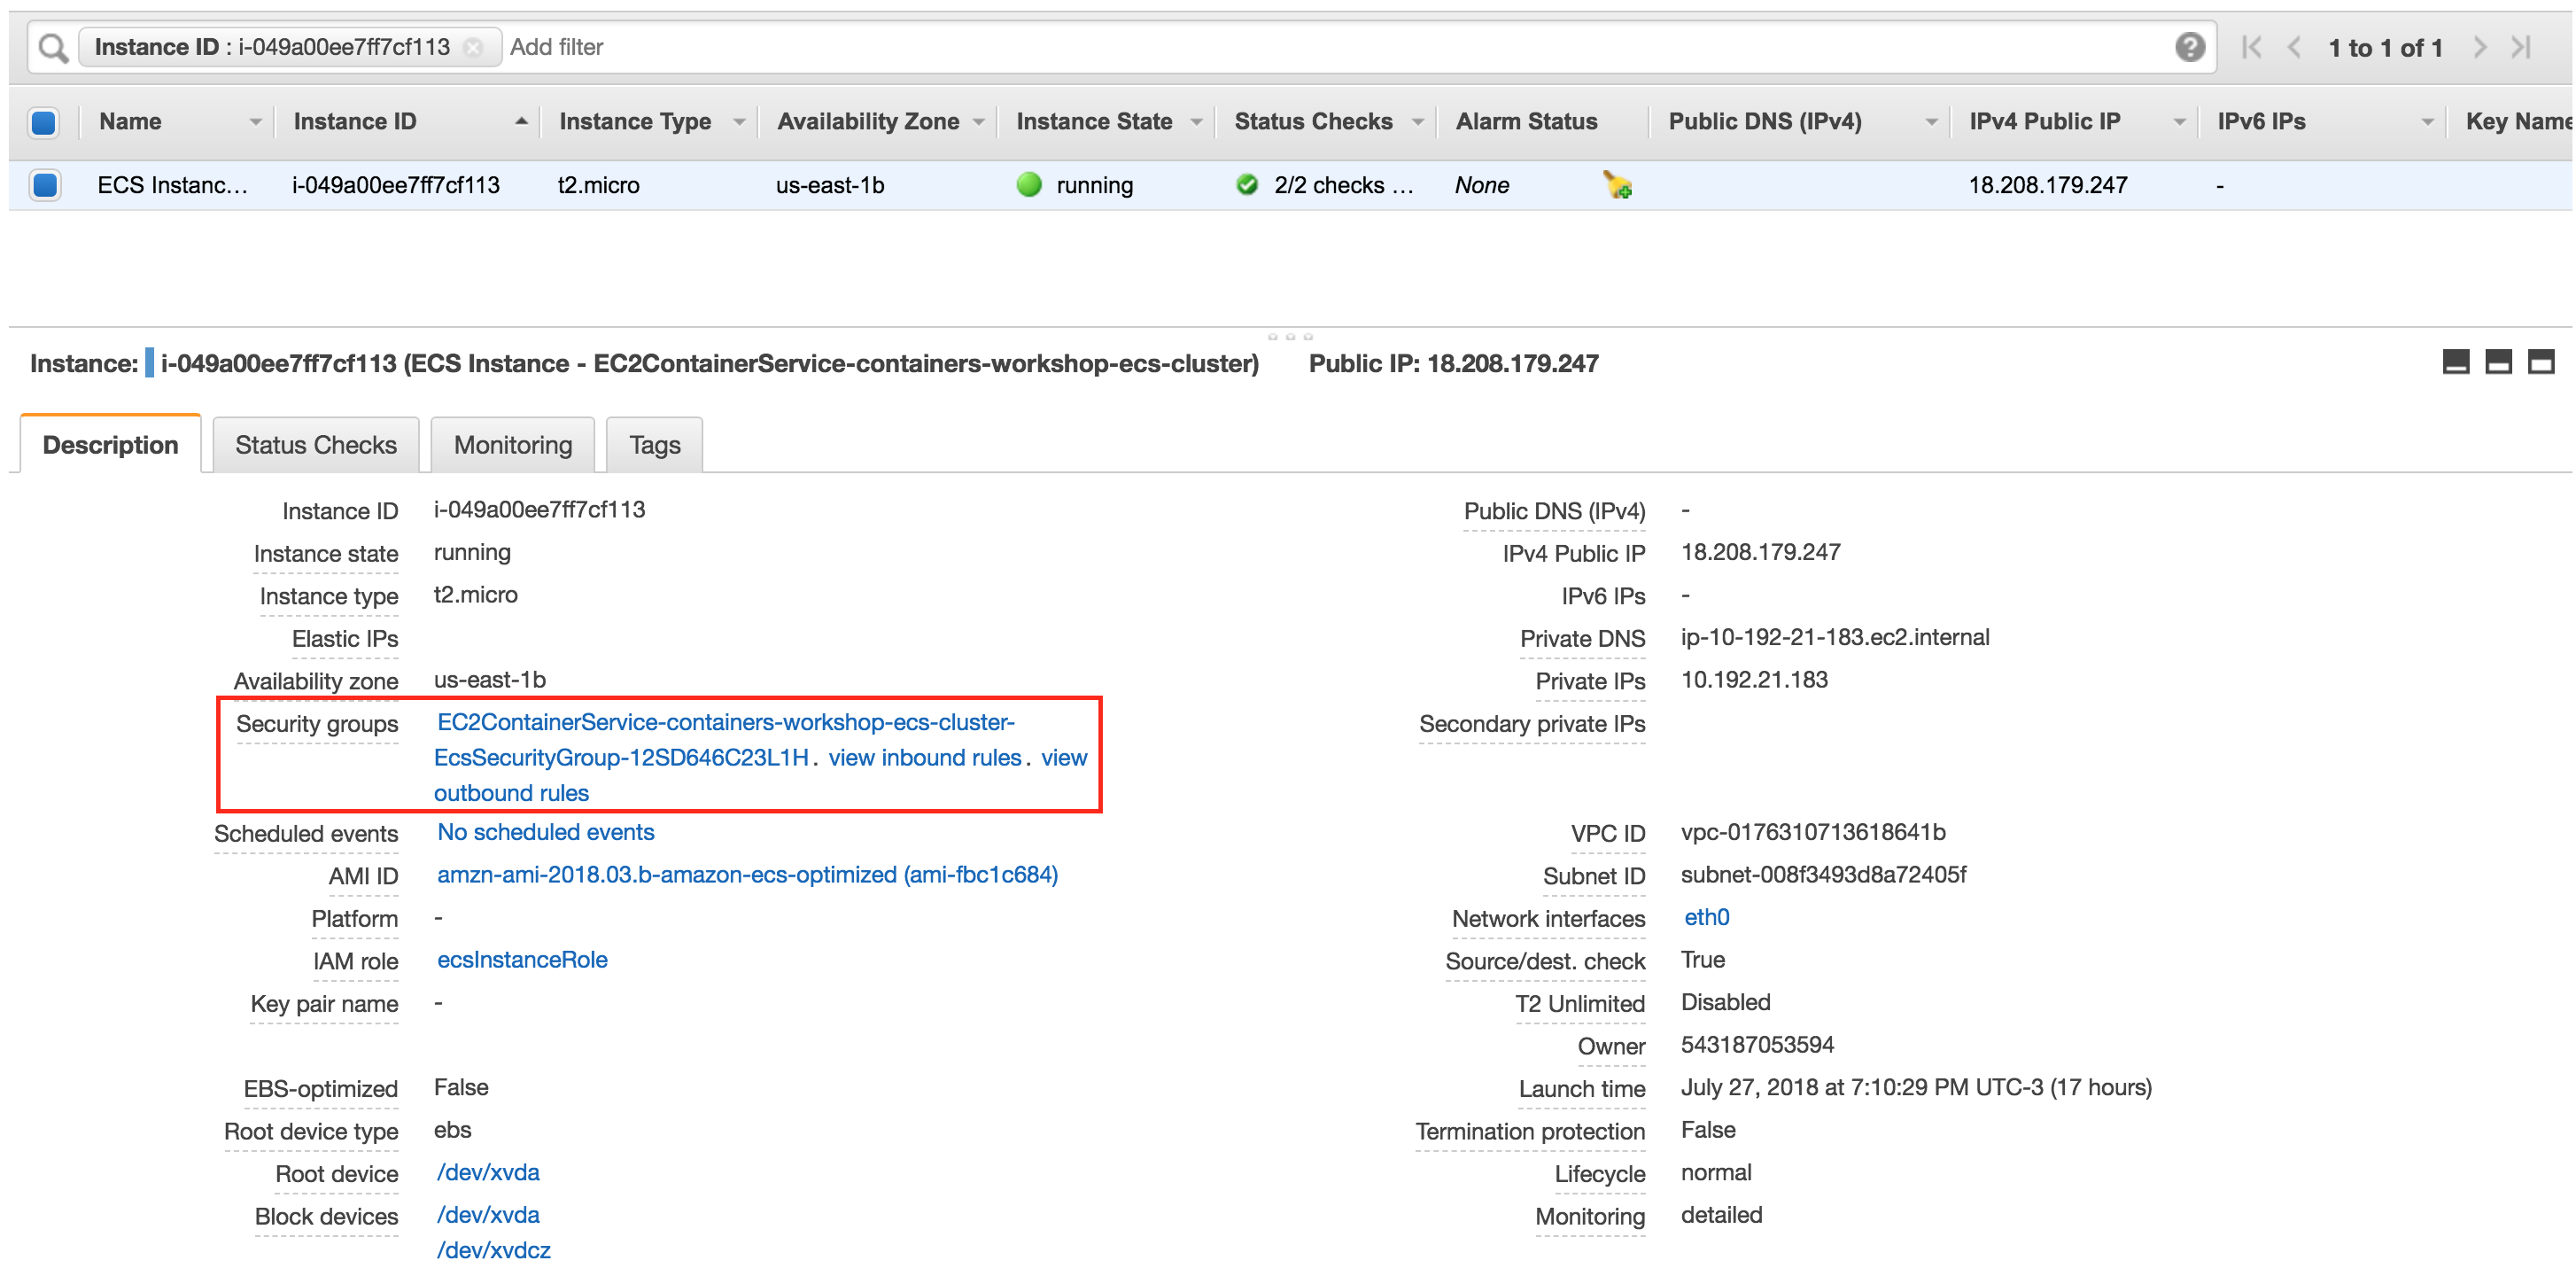 Instance ID : i-049a00ee7ff7cf113 Add filter 1 to 1 of 1
Name Instance ID Instance Type Availability Zone Instance State Status Checks Alarm Status Public DNS (IPv4) IPv4 Public IP IPv6 IPs Key Name
ECS Instanc... i-049a00ee7ff7cf113 t2.micro us-east-1b running 2/2 checks ... None 18.208.179.247 -
Instance: i-049a00ee7ff7cf113 (ECS Instance - EC2ContainerService-containers-workshop-ecs-cluster) Public IP: 18.208.179.247
Description Status Checks Monitoring Tags
Instance ID i-049a00ee7ff7cf113
Instance state running
Instance type t2.micro
Elastic IPs
Availability zone us-east-1b
Security groups EC2ContainerService-containers-workshop-ecs-cluster-
EcsSecurityGroup-12SD646C23L1H. view inbound rules. view
outbound rules
Scheduled events No scheduled events
AMI ID amzn-ami-2018.03.b-amazon-ecs-optimized (ami-fbc1c684)
Platform -
IAM role ecsInstanceRole
Key pair name -
EBS-optimized False
Root device type ebs
Root device /dev/xvda
Block devices /dev/xvda
/dev/xvdcz
Public DNS (IPv4) -
IPv4 Public IP 18.208.179.247
IPv6 IPs -
Private DNS ip-10-192-21-183.ec2.internal
Private IPs 10.192.21.183
Secondary private IPs
VPC ID vpc-0176310713618641b
Subnet ID subnet-008f3493d8a72405f
Network interfaces eth0
Source/dest. check True
T2 Unlimited Disabled
Owner 543187053594
Launch time July 27, 2018 at 7:10:29 PM UTC-3 (17 hours)
Termination protection False
Lifecycle normal
Monitoring detailed